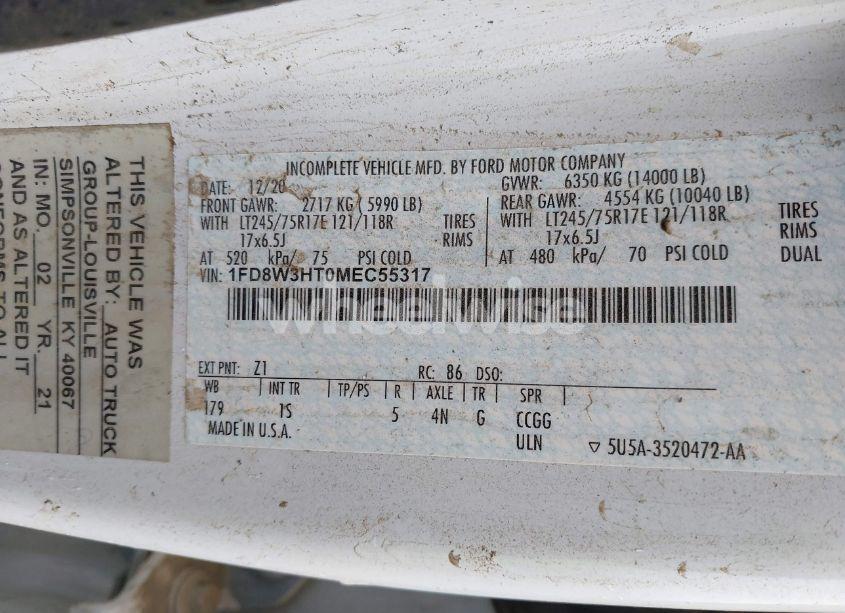 INCOMPLETE VEHICLE MFD. BY FORD MOTOR COMPANY
DATE: 12/20 GVWR: 6350 KG (14000 LB)
FRONT GAWR: 2717 KG (5990 LB) REAR GAWR: 4554 KG (10040 LB)
WITH LT245/75R17E 121/118R TIRES WITH LT245/75R17E 121/118R TIRES
17x6.5J RIMS 17x6.5J RIMS
AT 520 kPa/ 75 PSI COLD AT 480 kPa/ 70 PSI COLD DUAL
VIN: 1FD8W3HT0MEC55317
wheelwise
EXT PNT: Z1 RC: 86 DSO:
WB INT TR TP/PS R AXLE TR SPR
179 1S 5 4N G CCGG
MADE IN U.S.A. ULN ▽ 5U5A-3520472-AA
THIS VEHICLE WAS
ALTERED BY: AUTO TRUCK
GROUP-LOUISVILLE
SIMPSONVILLE KY 40067
IN: MO. 02 YR. 21
AND AS ALTERED IT
CONFORMS TO ALL